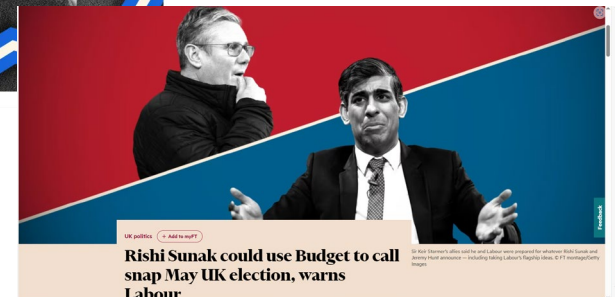 UK politics + Add to myFT
Rishi Sunak could use Budget to call
snap May UK election, warns
Labour
Sir Keir Starmer's allies said he and Labour were prepared for whatever Rishi Sunak and
Jeremy Hunt announce — including taking Labour's flagship ideas. © FT montage/Getty
Images
Feedback